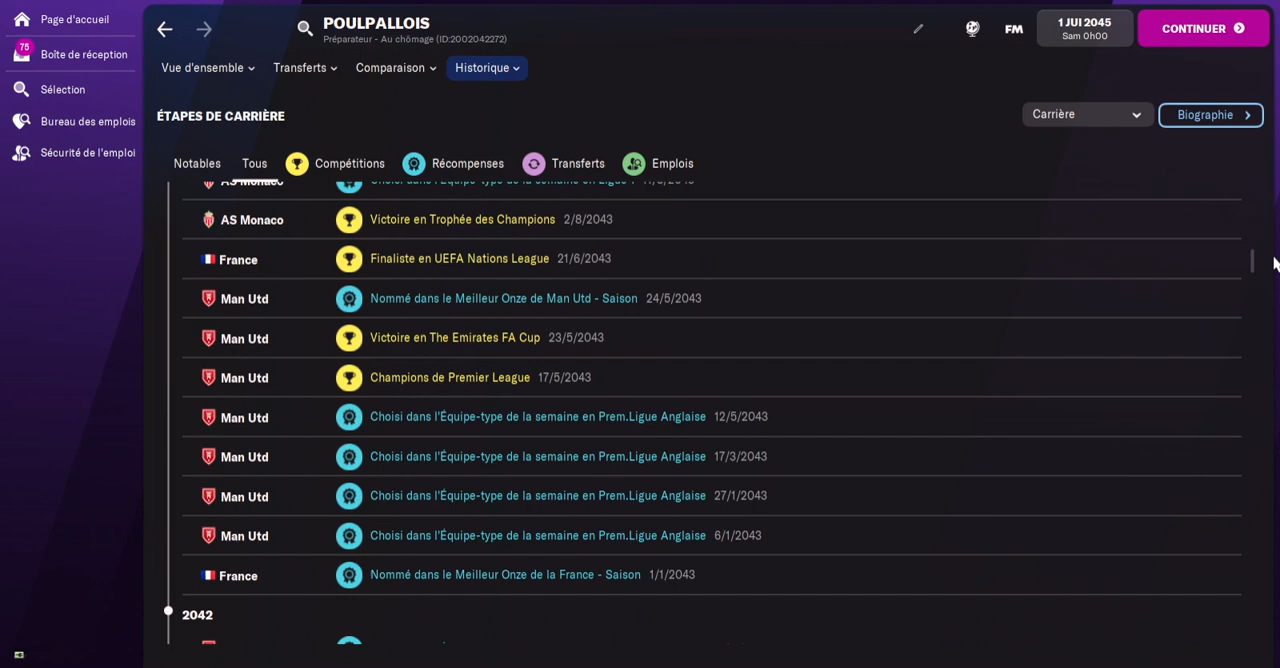 Page d'accueil
75
Boîte de réception
Sélection
Bureau des emplois
Sécurité de l'emploi
POULPALLOIS
Préparateur - Au chômage (ID:2002042272)
FM
1 JUI 2045
Sam 0h00
CONTINUER
Vue d'ensemble
Transferts
Comparaison
Historique
ÉTAPES DE CARRIÈRE
Carrière
Biographie
Notables
Tous
Compétitions
Récompenses
Transferts
Emplois
AS Monaco
AS Monaco Victoire en Trophée des Champions 2/8/2043
France Finaliste en UEFA Nations League 21/6/2043
Man Utd Nommé dans le Meilleur Onze de Man Utd - Saison 24/5/2043
Man Utd Victoire en The Emirates FA Cup 23/5/2043
Man Utd Champions de Premier League 17/5/2043
Man Utd Choisi dans l'Équipe-type de la semaine en Prem.Ligue Anglaise 12/5/2043
Man Utd Choisi dans l'Équipe-type de la semaine en Prem.Ligue Anglaise 17/3/2043
Man Utd Choisi dans l'Équipe-type de la semaine en Prem.Ligue Anglaise 27/1/2043
Man Utd Choisi dans l'Équipe-type de la semaine en Prem.Ligue Anglaise 6/1/2043
France Nommé dans le Meilleur Onze de la France - Saison 1/1/2043
2042